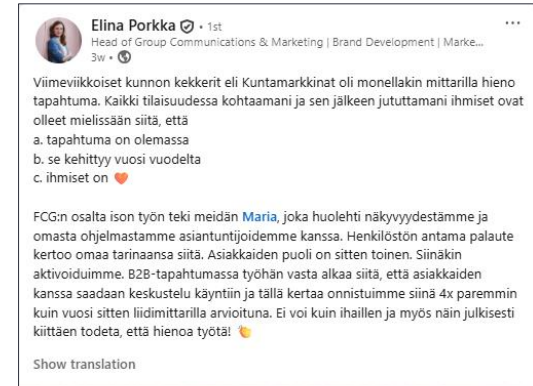 Elina Porkka • 1st
Head of Group Communications & Marketing | Brand Development | Marke...
3w •
Viimeviikkoiset kunnon kekkerit eli Kuntamarkkinat oli monellakin mittarilla hieno
tapahtuma. Kaikki tilaisuudessa kohtaamani ja sen jälkeen jututtamani ihmiset ovat
olleet mielissään siitä, että
a. tapahtuma on olemassa
b. se kehittyy vuosi vuodelta
c. ihmiset on 🧡
FCG:n osalta ison työn teki meidän Maria, joka huolehti näkyvyydestämme ja
omasta ohjelmastamme asiantuntijoidemme kanssa. Henkilöstön antama palaute
kertoo omaa tarinaansa siitä. Asiakkaiden puoli on sitten toinen. Siinäkin
aktivoiduimme. B2B-tapahtumassa työhän vasta alkaa siitä, että asiakkaiden
kanssa saadaan keskustelu käyntiin ja tällä kertaa onnistuimme siinä 4x paremmin
kuin vuosi sitten liidimittarilla arvioituna. Ei voi kuin ihaillen ja myös näin julkisesti
kiittäen todeta, että hienoa työtä! 👏
Show translation